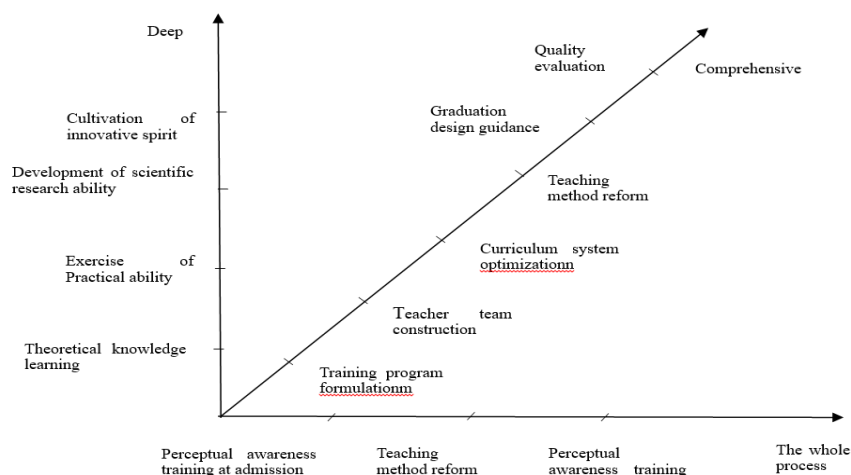 Deep
Quality
evaluation
Comprehensive
Cultivation of
innovative spirit
Graduation
design guidance
Development of scientific
research ability
Teaching
method reform
Exercise of
Practical ability
Curriculum system
optimizationn
Teacher team
construction
Theoretical knowledge
learning
Training program
formulationm
Perceptual awareness
training at admission
Teaching
method reform
Perceptual
awareness training
The whole
process